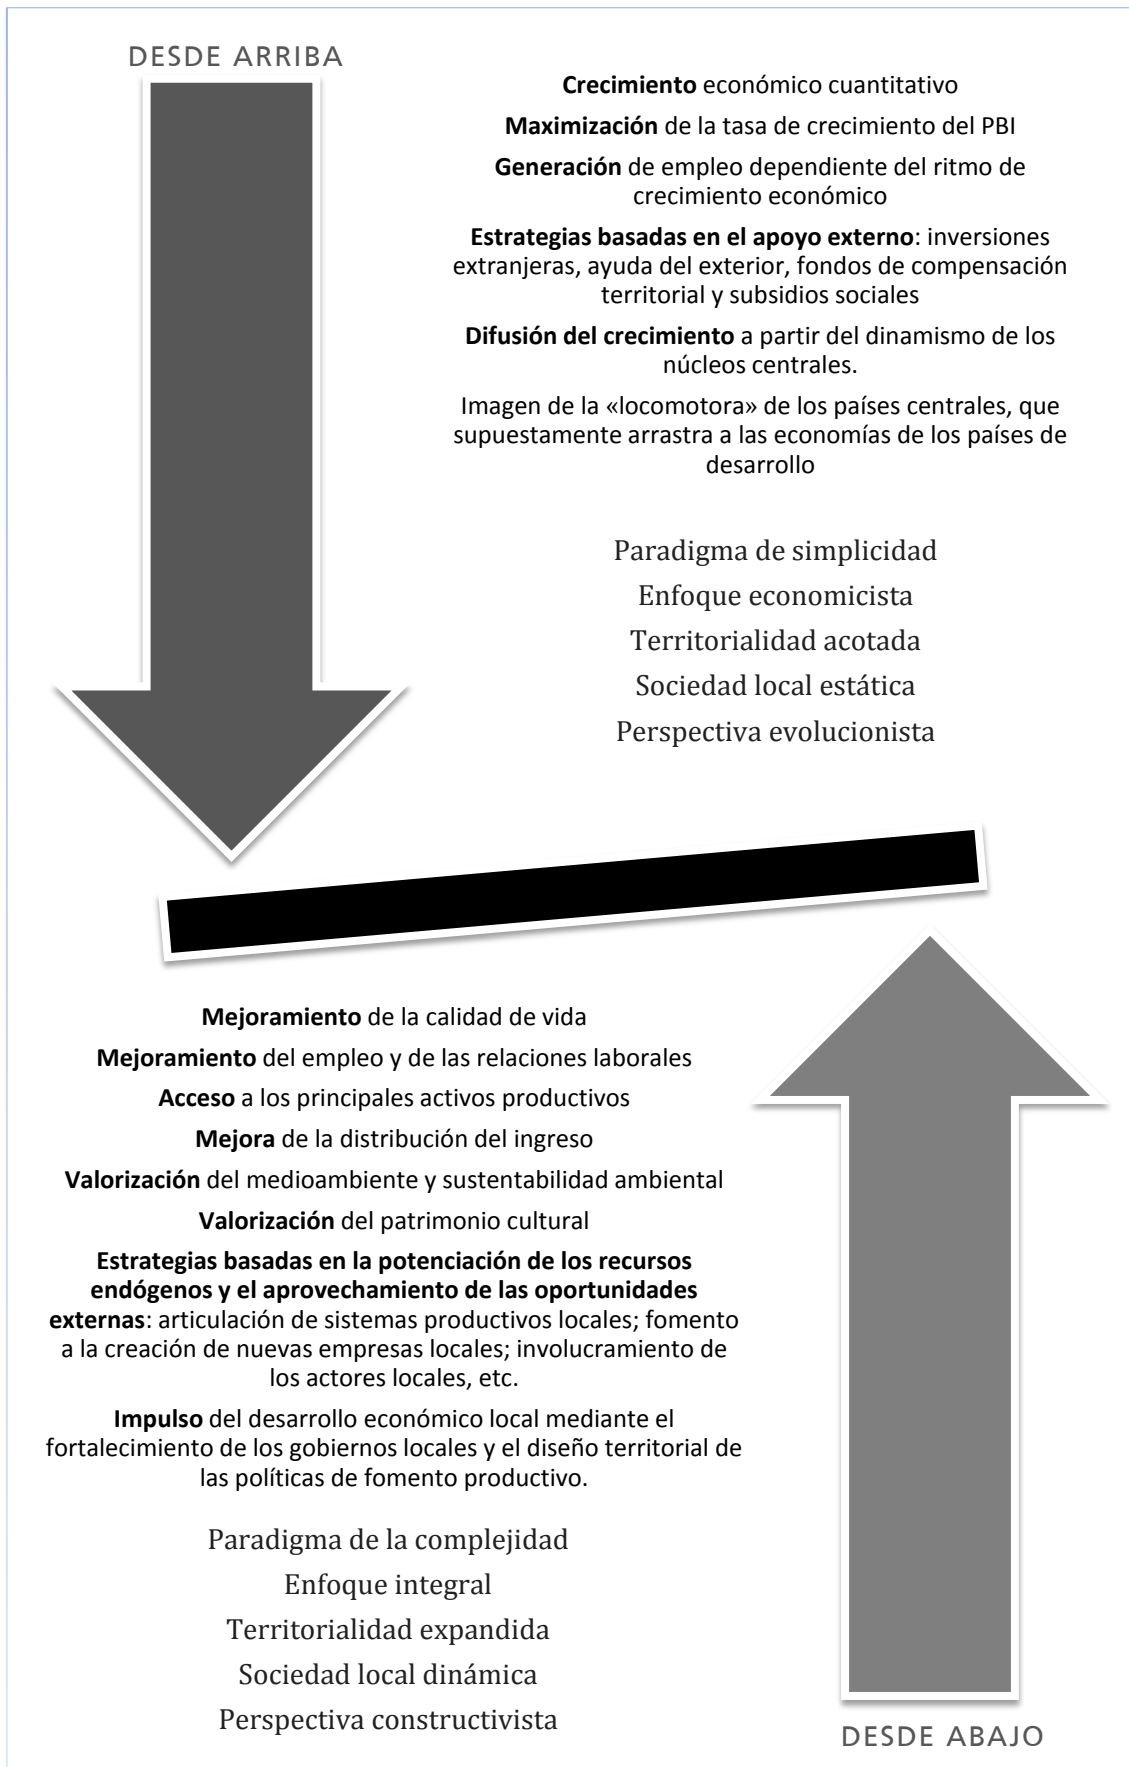 DESDE ARRIBA
Crecimiento económico cuantitativo
Maximización de la tasa de crecimiento del PBI
Generación de empleo dependiente del ritmo de
crecimiento económico
Estrategias basadas en el apoyo externo: inversiones
extranjeras, ayuda del exterior, fondos de compensación
territorial y subsidios sociales
Difusión del crecimiento a partir del dinamismo de los
núcleos centrales.
Imagen de la «locomotora» de los países centrales, que
supuestamente arrastra a las economías de los países de
desarrollo
Paradigma de simplicidad
Enfoque economicista
Territorialidad acotada
Sociedad local estática
Perspectiva evolucionista
Mejoramiento de la calidad de vida
Mejoramiento del empleo y de las relaciones laborales
Acceso a los principales activos productivos
Mejora de la distribución del ingreso
Valorización del medioambiente y sustentabilidad ambiental
Valorización del patrimonio cultural
Estrategias basadas en la potenciación de los recursos
endógenos y el aprovechamiento de las oportunidades
externas: articulación de sistemas productivos locales; fomento
a la creación de nuevas empresas locales; involucramiento de
los actores locales, etc.
Impulso del desarrollo económico local mediante el
fortalecimiento de los gobiernos locales y el diseño territorial de
las políticas de fomento productivo.
Paradigma de la complejidad
Enfoque integral
Territorialidad expandida
Sociedad local dinámica
Perspectiva constructivista
DESDE ABAJO